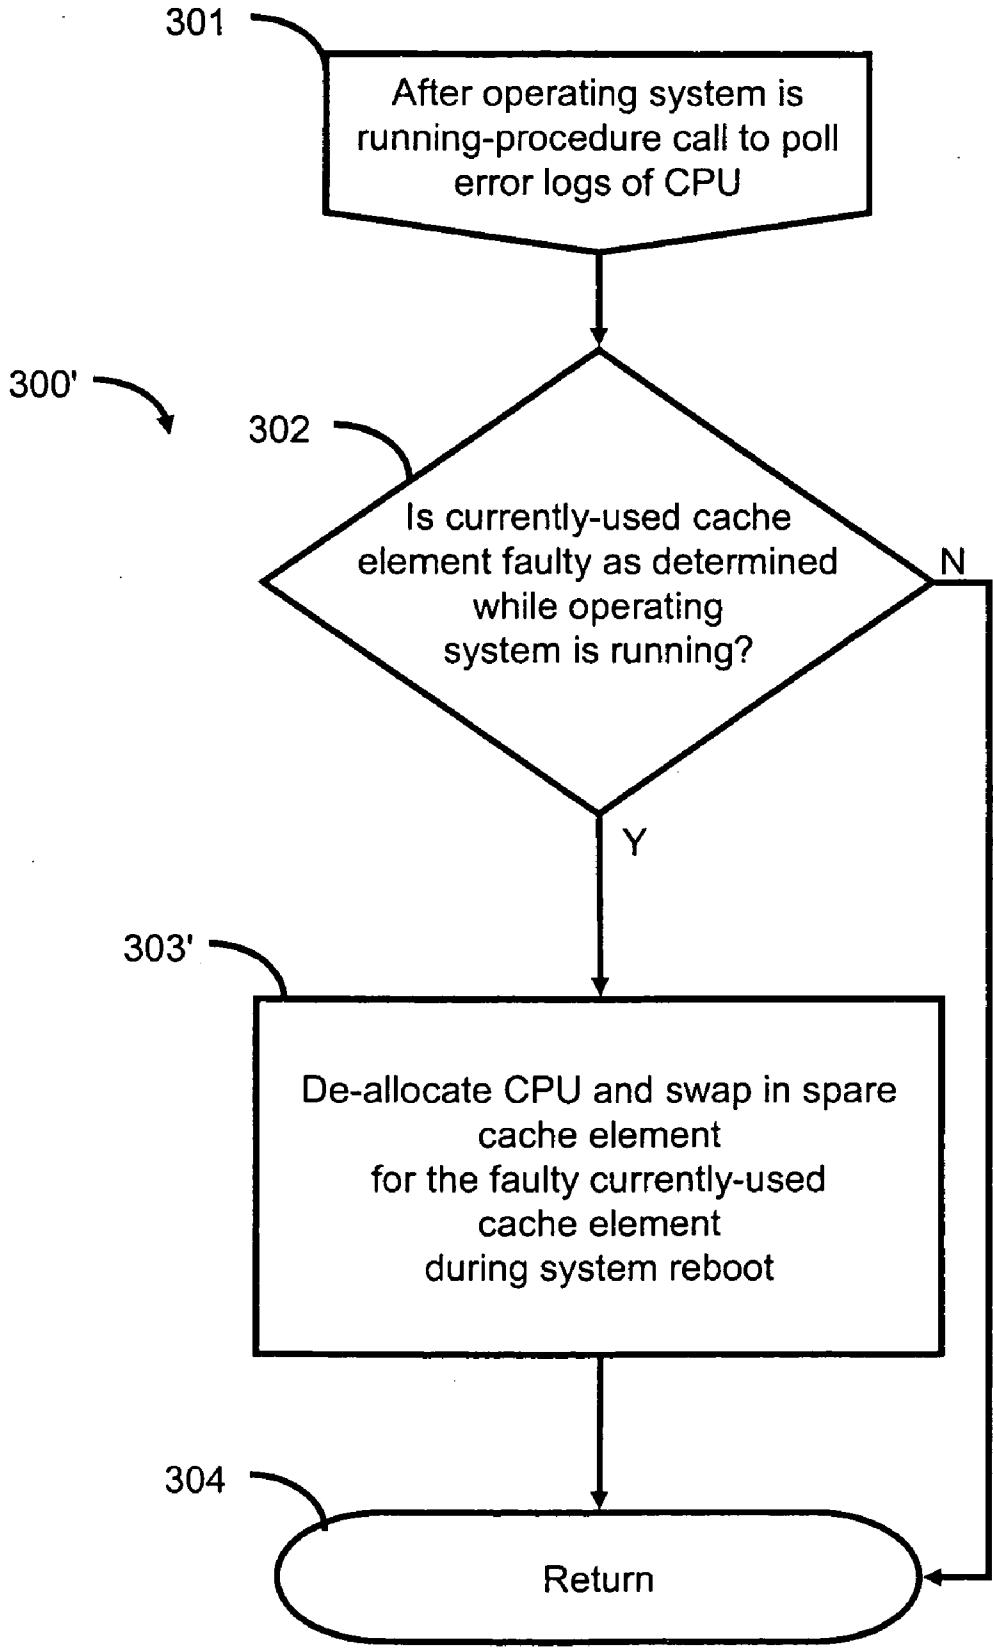 301
After operating system is
running-procedure call to poll
error logs of CPU
300'
302
Is currently-used cache
element faulty as determined
while operating
system is running?
N
Y
303'
De-allocate CPU and swap in spare
cache element
for the faulty currently-used
cache element
during system reboot
304
Return